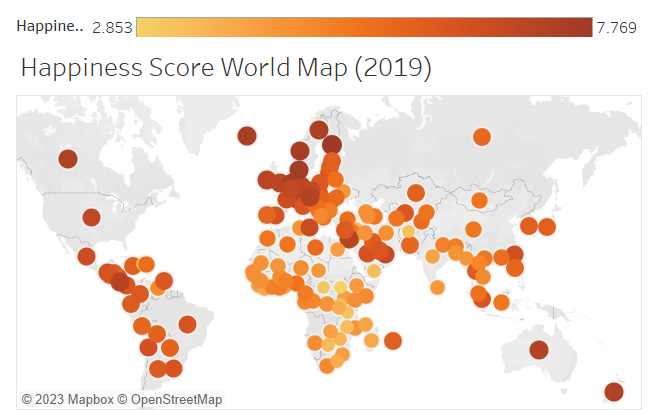 Happine.. 2.853 7.769
Happiness Score World Map (2019)
© 2023 Mapbox © OpenStreetMap